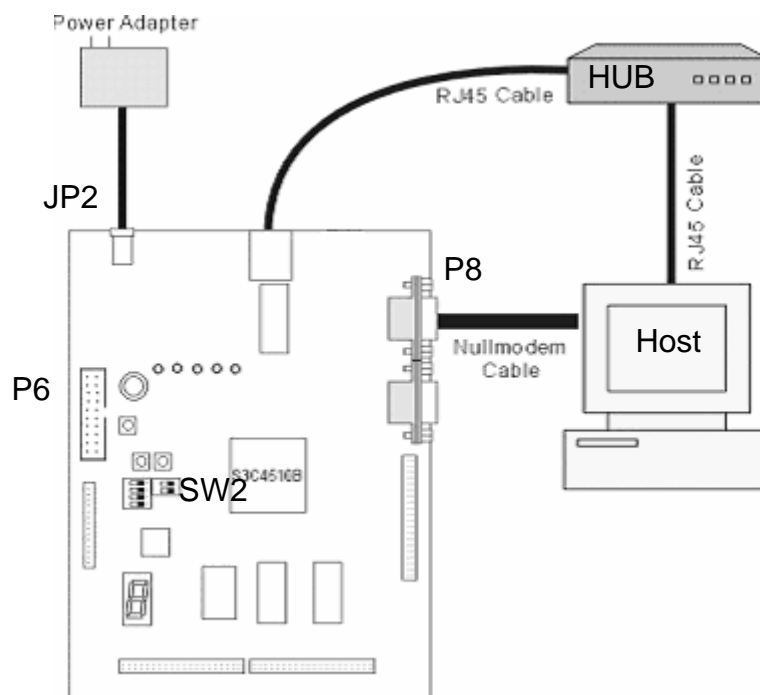 Power Adapter
HUB
RJ45 Cable
RJ45 Cable
JP2
P8
Nullmodem
Cable
Host
P6
S3C4510B
SW2